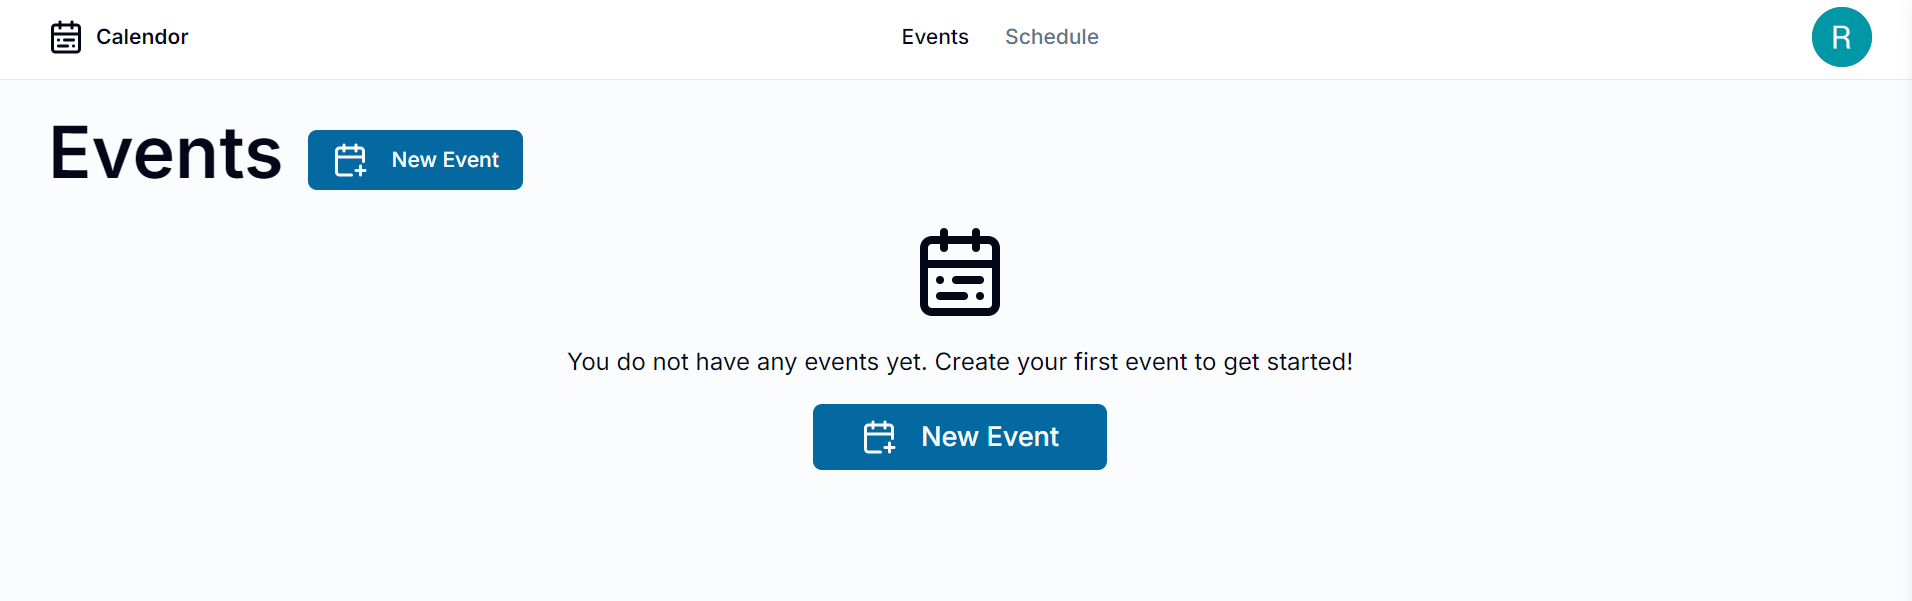 Calendor
Events
Schedule
R
Events
New Event
You do not have any events yet. Create your first event to get started!
New Event